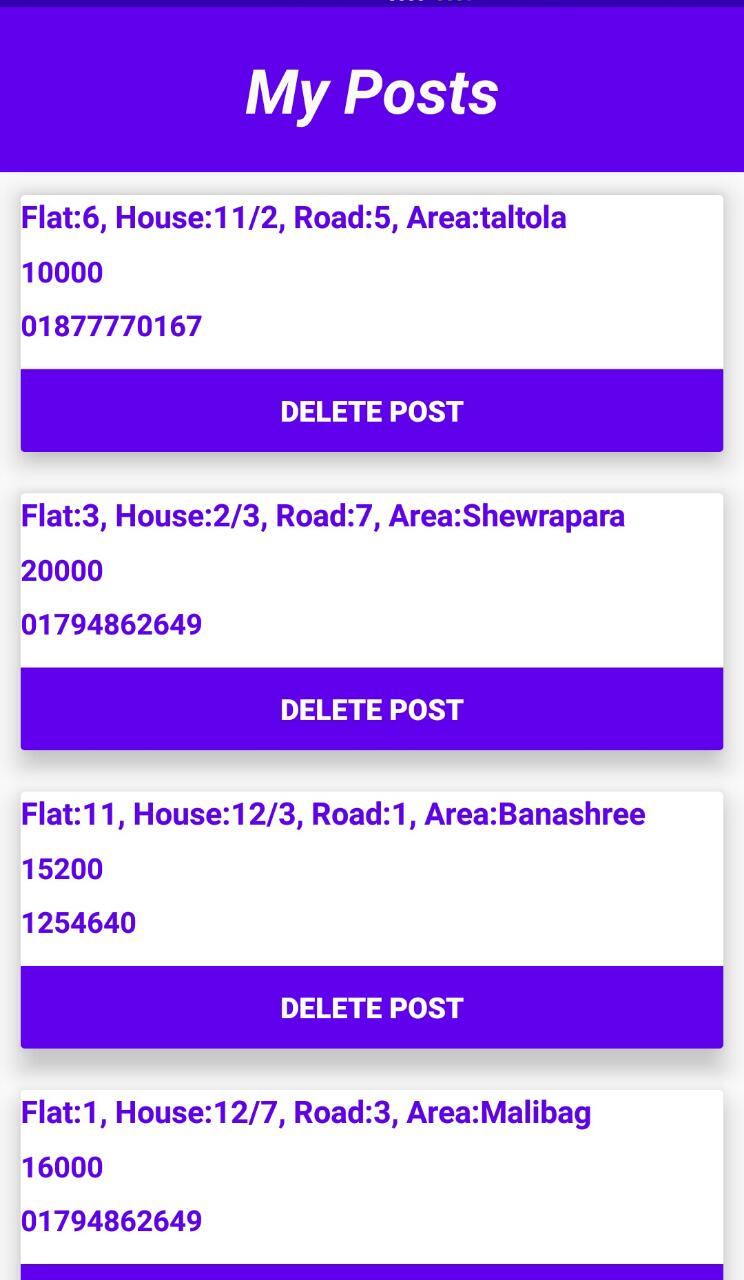 My Posts
Flat:6, House:11/2, Road:5, Area:taltola
10000
01877770167
DELETE POST
Flat:3, House:2/3, Road:7, Area:Shewrapara
20000
01794862649
DELETE POST
Flat:11, House:12/3, Road:1, Area:Banashree
15200
1254640
DELETE POST
Flat:1, House:12/7, Road:3, Area:Malibag
16000
01794862649